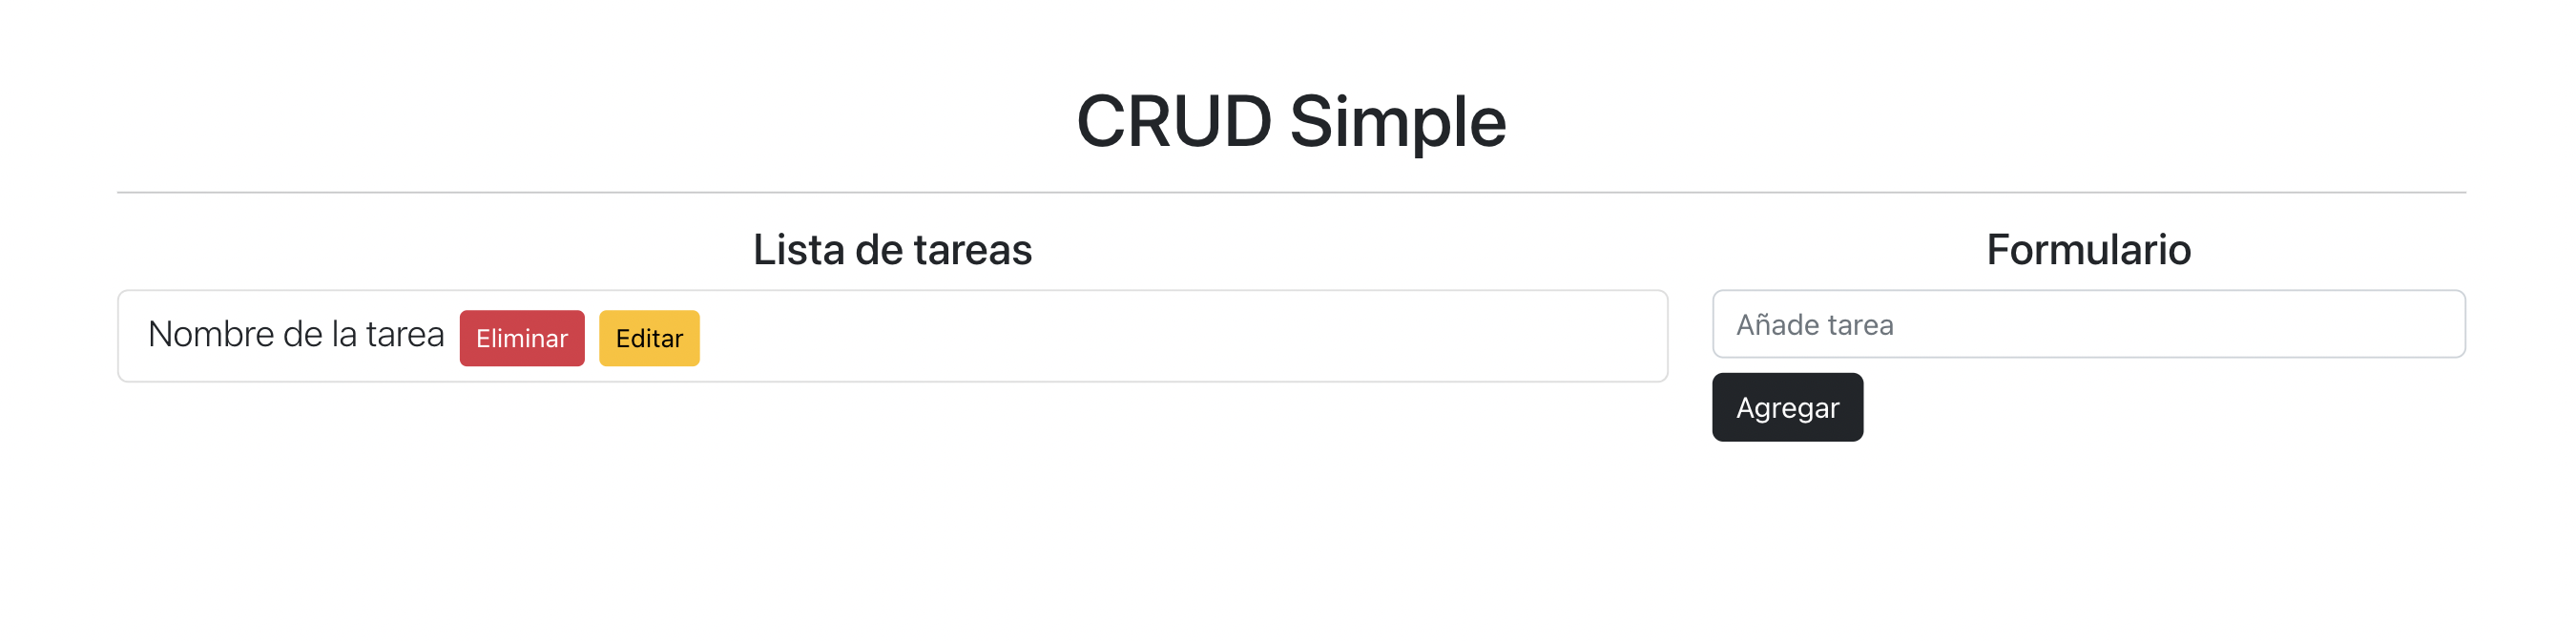 CRUD Simple
Lista de tareas
Nombre de la tarea Eliminar Editar
Formulario
Añade tarea
Agregar